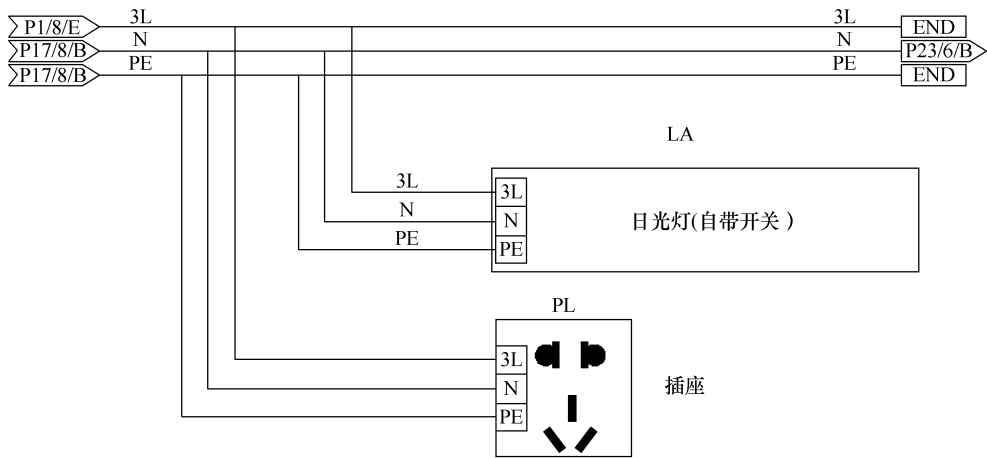 P1/8/E 3L 3L END
P17/8/B N N P23/6/B
P17/8/B PE PE END
LA
3L 3L
N N 日光灯(自带开关)
PE PE
PL
3L
N 插座
PE